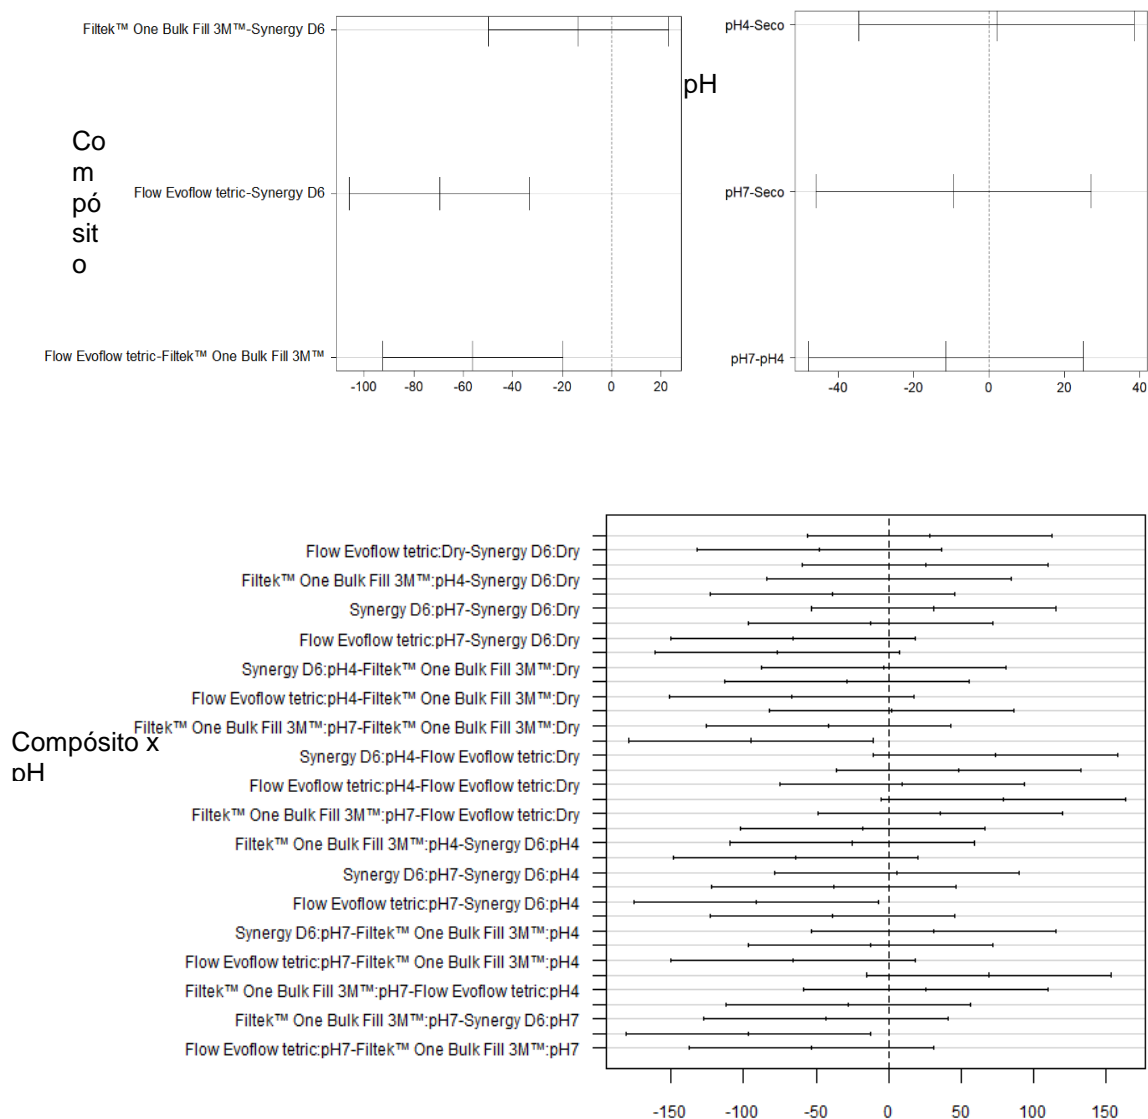 Filtek™ One Bulk Fill 3M™-Synergy D6
Flow Evoflow tetric-Synergy D6
Flow Evoflow tetric-Filtek™ One Bulk Fill 3M™
Co
m
pó
sit
o
-100 -80 -60 -40 -20 0 20
pH
pH4-Seco
pH7-Seco
pH7-pH4
-40 -20 0 20 40
Compósito x
pH
Flow Evoflow tetric:Dry-Synergy D6:Dry
Filtek™ One Bulk Fill 3M™:pH4-Synergy D6:Dry
Synergy D6:pH7-Synergy D6:Dry
Flow Evoflow tetric:pH7-Synergy D6:Dry
Synergy D6:pH4-Filtek™ One Bulk Fill 3M™:Dry
Flow Evoflow tetric:pH4-Filtek™ One Bulk Fill 3M™:Dry
Filtek™ One Bulk Fill 3M™:pH7-Filtek™ One Bulk Fill 3M™:Dry
Synergy D6:pH4-Flow Evoflow tetric:Dry
Flow Evoflow tetric:pH4-Flow Evoflow tetric:Dry
Filtek™ One Bulk Fill 3M™:pH7-Flow Evoflow tetric:Dry
Filtek™ One Bulk Fill 3M™:pH4-Synergy D6:pH4
Synergy D6:pH7-Synergy D6:pH4
Flow Evoflow tetric:pH7-Synergy D6:pH4
Synergy D6:pH7-Filtek™ One Bulk Fill 3M™:pH4
Flow Evoflow tetric:pH7-Filtek™ One Bulk Fill 3M™:pH4
Filtek™ One Bulk Fill 3M™:pH7-Flow Evoflow tetric:pH4
Filtek™ One Bulk Fill 3M™:pH7-Synergy D6:pH7
Flow Evoflow tetric:pH7-Filtek™ One Bulk Fill 3M™:pH7
-150 -100 -50 0 50 100 150